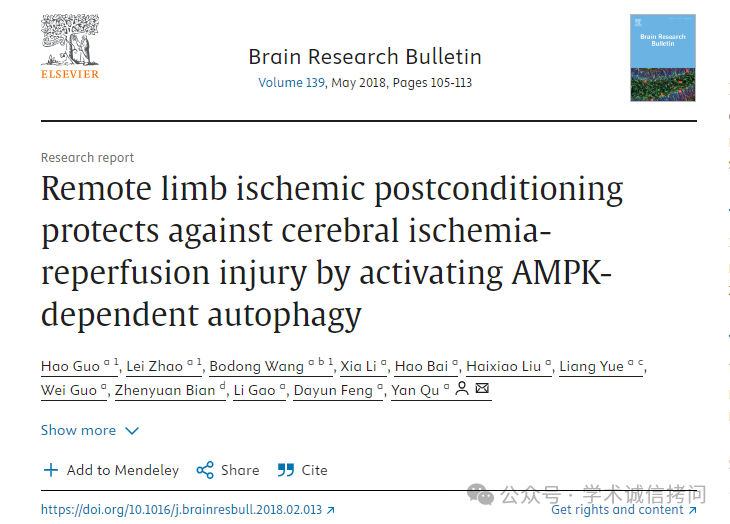 ELSEVIER
Brain Research Bulletin
Volume 139, May 2018, Pages 105-113
Brain Research
Bulletin
Research report
Remote limb ischemic postconditioning
protects against cerebral ischemia-
reperfusion injury by activating AMPK-
dependent autophagy
Hao Guo a 1, Lei Zhao a 1, Bodong Wang a b 1, Xia Li a, Hao Bai a, Haixiao Liu a, Liang Yue a c,
Wei Guo a, Zhenyuan Bian d, Li Gao a, Dayun Feng a, Yan Qu a
Show more
Add to Mendeley Share Cite
公众号 · 学术诚信拷问
https://doi.org/10.1016/j.brainresbull.2018.02.013 ↗ Get rights and content ↗